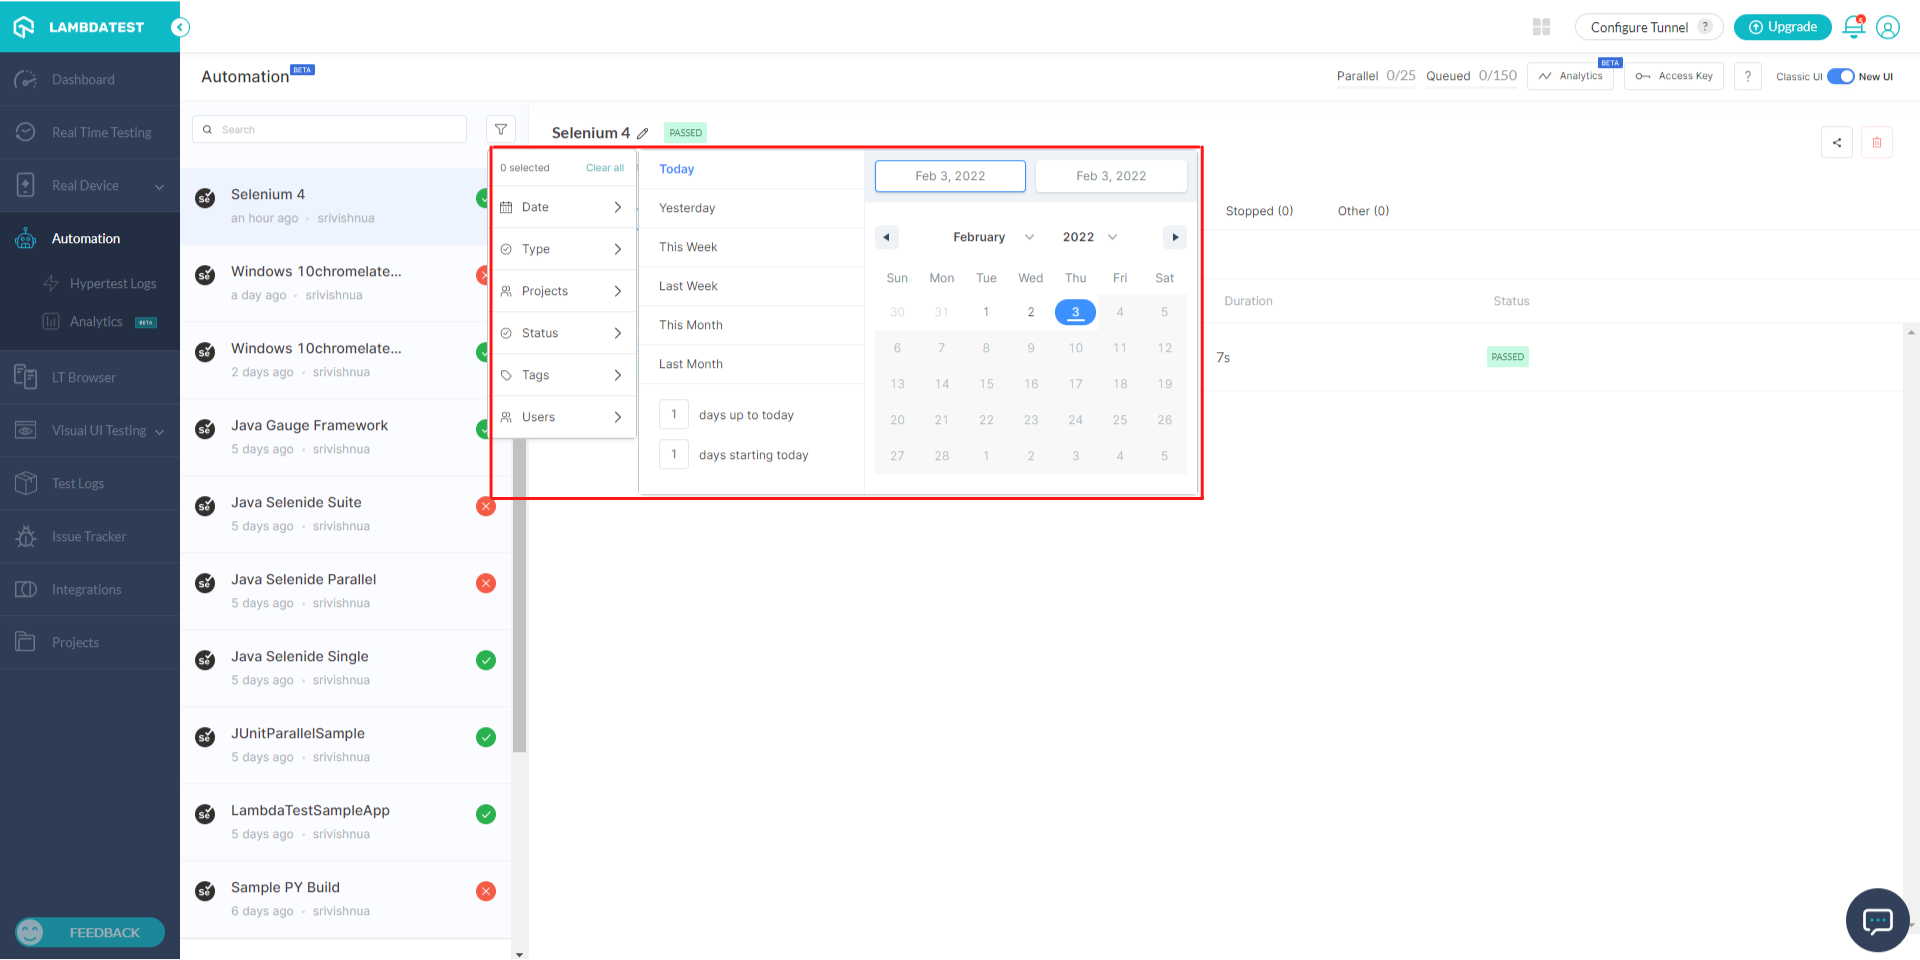 LAMBDATEST
Configure Tunnel ?
Upgrade
Dashboard
Real Time Testing
Real Device
Automation
Hypertest Logs
Analytics BETA
LT Browser
Visual UI Testing
Test Logs
Issue Tracker
Integrations
Projects
FEEDBACK
Automation BETA
Parallel 0/25 Queued 0/150
Analytics BETA
Access Key
?
Classic UI New UI
Search
Selenium 4
an hour ago • srivishnua
Windows 10chromelate...
a day ago • srivishnua
Windows 10chromelate...
2 days ago • srivishnua
Java Gauge Framework
5 days ago • srivishnua
Java Selenide Suite
5 days ago • srivishnua
Java Selenide Parallel
5 days ago • srivishnua
Java Selenide Single
5 days ago • srivishnua
JUnitParallelSample
5 days ago • srivishnua
LambdaTestSampleApp
5 days ago • srivishnua
Sample PY Build
6 days ago • srivishnua
Selenium 4 PASSED
0 selected Clear all
Date
Type
Projects
Status
Tags
Users
Today
Yesterday
This Week
Last Week
This Month
Last Month
1 days up to today
1 days starting today
Feb 3, 2022 Feb 3, 2022
February 2022
Sun Mon Tue Wed Thu Fri Sat
30 31 1 2 3 4 5
6 7 8 9 10 11 12
13 14 15 16 17 18 19
20 21 22 23 24 25 26
27 28 1 2 3 4 5
Stopped (0) Other (0)
Duration Status
7s PASSED